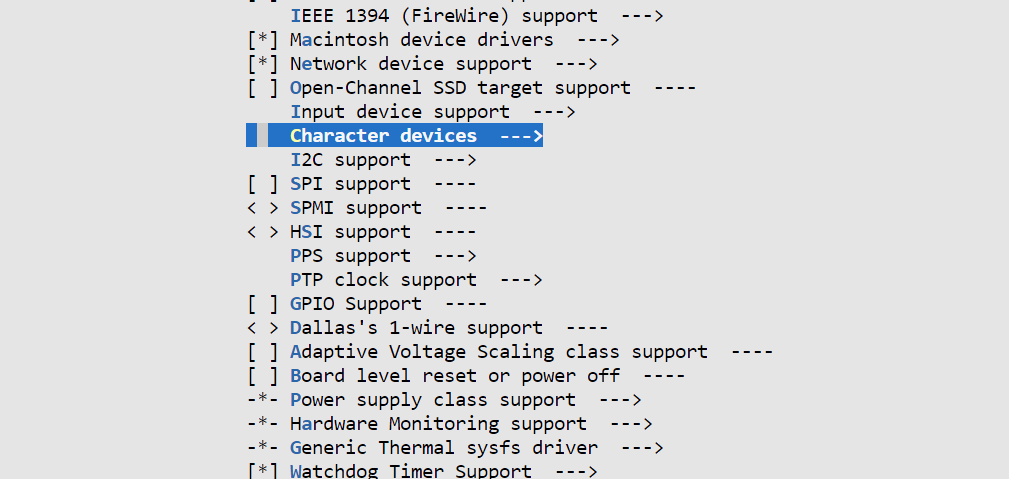 IEEE 1394 (FireWire) support  --->
[*] Macintosh device drivers  --->
[*] Network device support  --->
[ ] Open-Channel SSD target support  ----
Input device support  --->
Character devices  --->
I2C support  --->
[ ] SPI support  ----
< > SPMI support  ----
< > HSI support  ----
PPS support  --->
PTP clock support  --->
[ ] GPIO Support  ----
< > Dallas's 1-wire support  ----
[ ] Adaptive Voltage Scaling class support  ----
[ ] Board level reset or power off  ----
-*- Power supply class support  --->
-*- Hardware Monitoring support  --->
-*- Generic Thermal sysfs driver  --->
[*] Watchdog Timer Support  --->